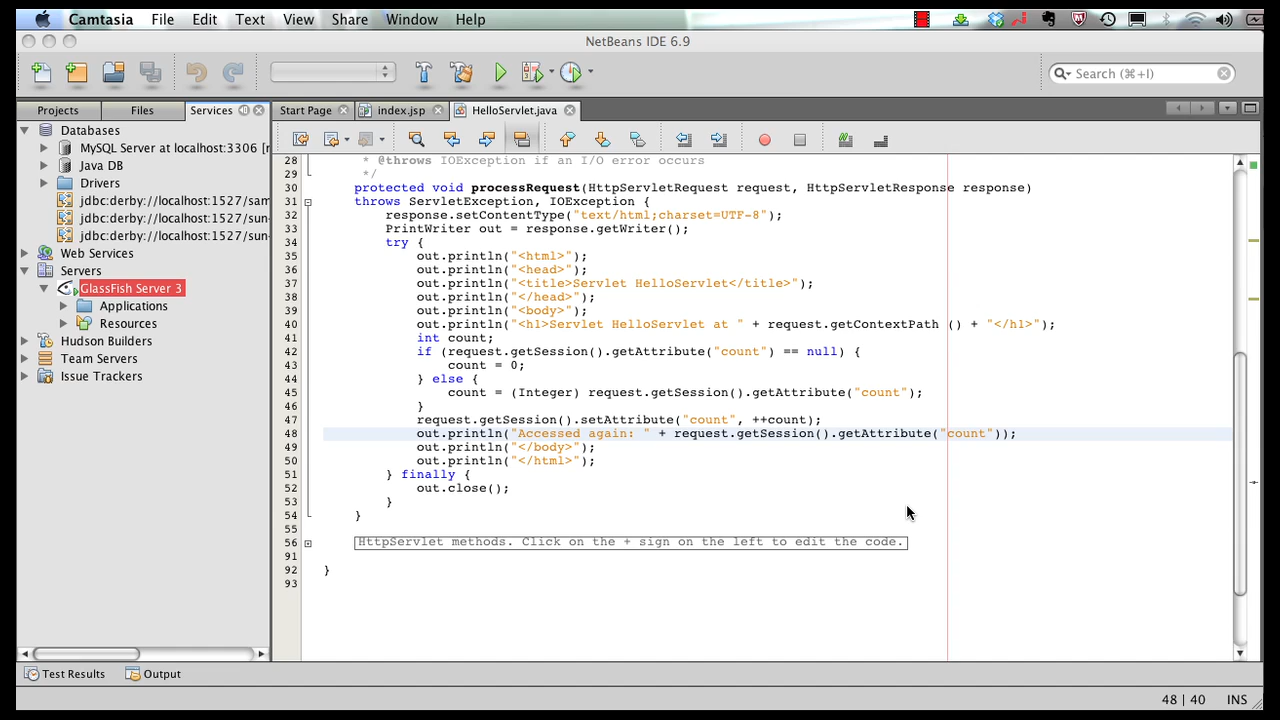 Camtasia File Edit Text View Share Window Help
NetBeans IDE 6.9
Search (⌘+I)
Projects Files Services
Start Page index.jsp HelloServlet.java
Databases
MySQL Server at localhost:3306 [r
Java DB
Drivers
jdbc:derby://localhost:1527/sam
jdbc:derby://localhost:1527/sun-
jdbc:derby://localhost:1527/sun-
Web Services
Servers
GlassFish Server 3
Applications
Resources
Hudson Builders
Team Servers
Issue Trackers
28 * @throws IOException if an I/O error occurs
29 */
30 protected void processRequest(HttpServletRequest request, HttpServletResponse response)
31 throws ServletException, IOException {
32 response.setContentType("text/html;charset=UTF-8");
33 PrintWriter out = response.getWriter();
34 try {
35 out.println("<html>");
36 out.println("<head>");
37 out.println("<title>Servlet HelloServlet</title>");
38 out.println("</head>");
39 out.println("<body>");
40 out.println("<h1>Servlet HelloServlet at " + request.getContextPath () + "</h1>");
41 int count;
42 if (request.getSession().getAttribute("count") == null) {
43 count = 0;
44 } else {
45 count = (Integer) request.getSession().getAttribute("count");
46 }
47 request.getSession().setAttribute("count", ++count);
48 out.println("Accessed again: " + request.getSession().getAttribute("count"));
49 out.println("</body>");
50 out.println("</html>");
51 } finally {
52 out.close();
53 }
54 }
55
56 HttpServlet methods. Click on the + sign on the left to edit the code.
91
92 }
93
Test Results Output
48 | 40 INS